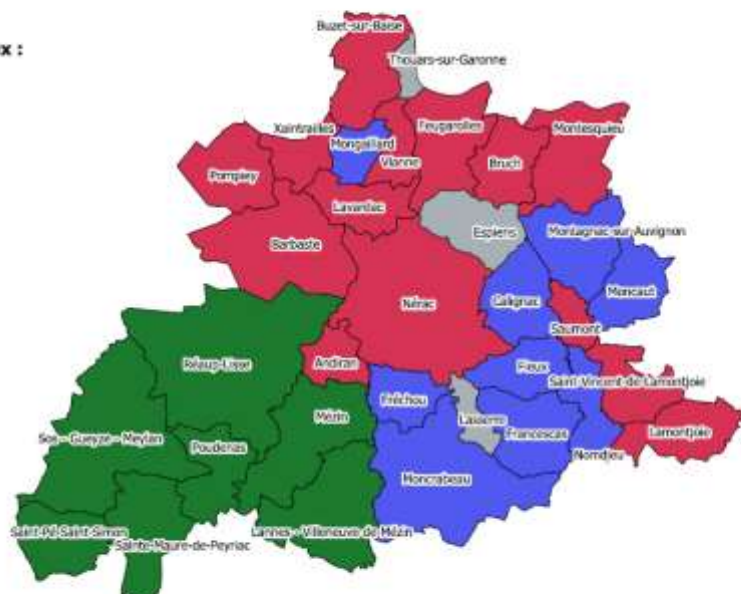 x :
Buzet-sur-Baïse
Thouars-sur-Garonne
Xaintrailles
Feugarolles
Montesquieu
Mongaillard
Vianne
Bruch
Pompiey
Lavardac
Espiens
Montagnac-sur-Auvignon
Barbaste
Calignac
Moncaut
Nérac
Saumont
Andiran
Réaup-Lisse
Fieux
Saint-Vincent-de-Lamontjoie
Fréchou
Mézin
Lasserre
Francescas
Lamontjoie
Sos - Gueyze - Meylan
Poudenas
Nomdieu
Moncrabeau
Saint-Pé-Saint-Simon
Lannes - Villeneuve de Mézin
Sainte-Maure-de-Peyriac